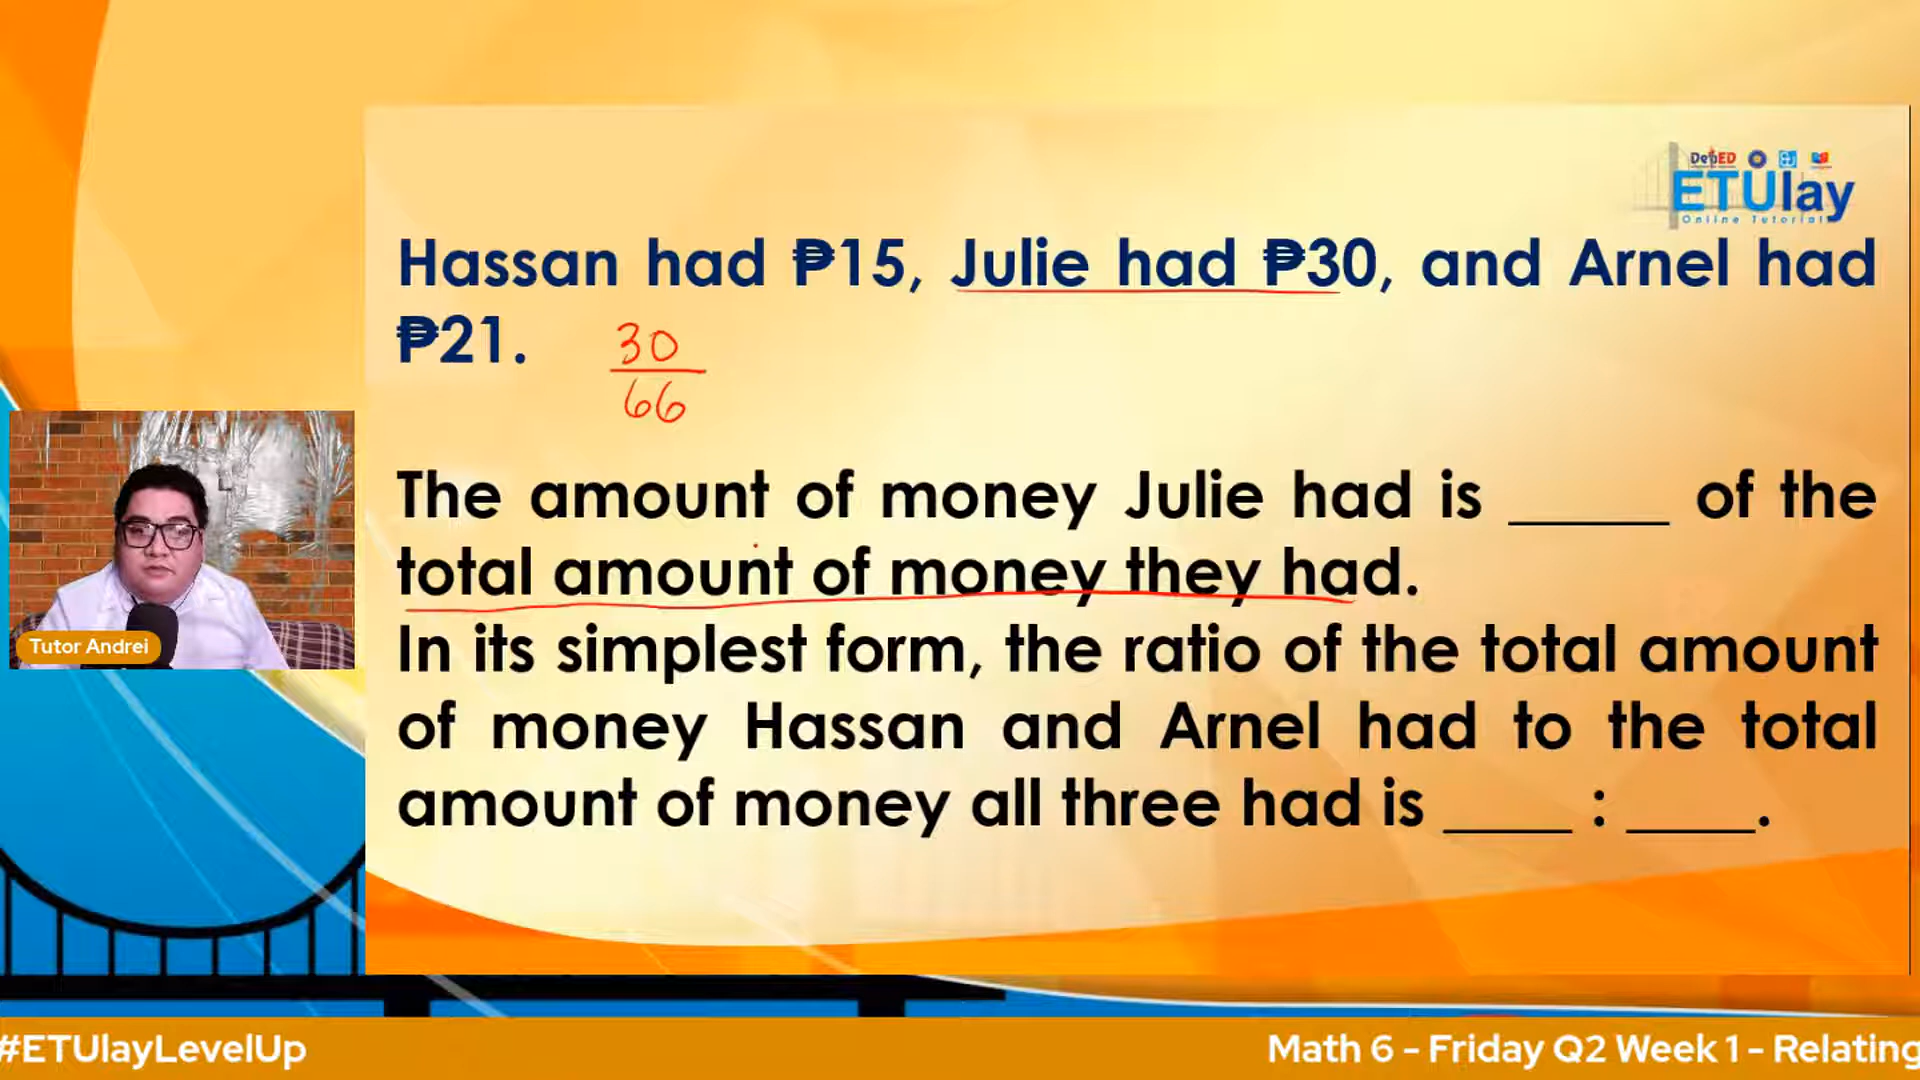 DepED
ETUlay
Online Tutorial
Hassan had ₱15, Julie had ₱30, and Arnel had
₱21.
30
66
The amount of money Julie had is _____ of the
total amount of money they had.
In its simplest form, the ratio of the total amount
of money Hassan and Arnel had to the total
amount of money all three had is ____ : ____.
Tutor Andrei
#ETUlayLevelUp
Math 6 - Friday Q2 Week 1 - Relating